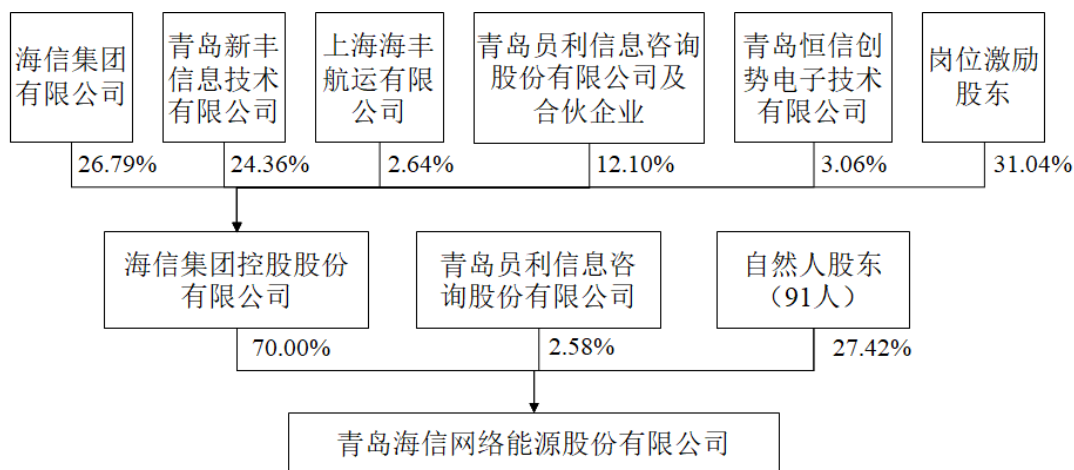 海信集团
有限公司
青岛新丰
信息技术
有限公司
上海海丰
航运有限
公司
青岛员利信息咨询
股份有限公司及
合伙企业
青岛恒信创
势电子技术
有限公司
岗位激励
股东
26.79%
24.36%
2.64%
12.10%
3.06%
31.04%
海信集团控股股份
有限公司
青岛员利信息咨
询股份有限公司
自然人股东
（91人）
70.00%
2.58%
27.42%
青岛海信网络能源股份有限公司